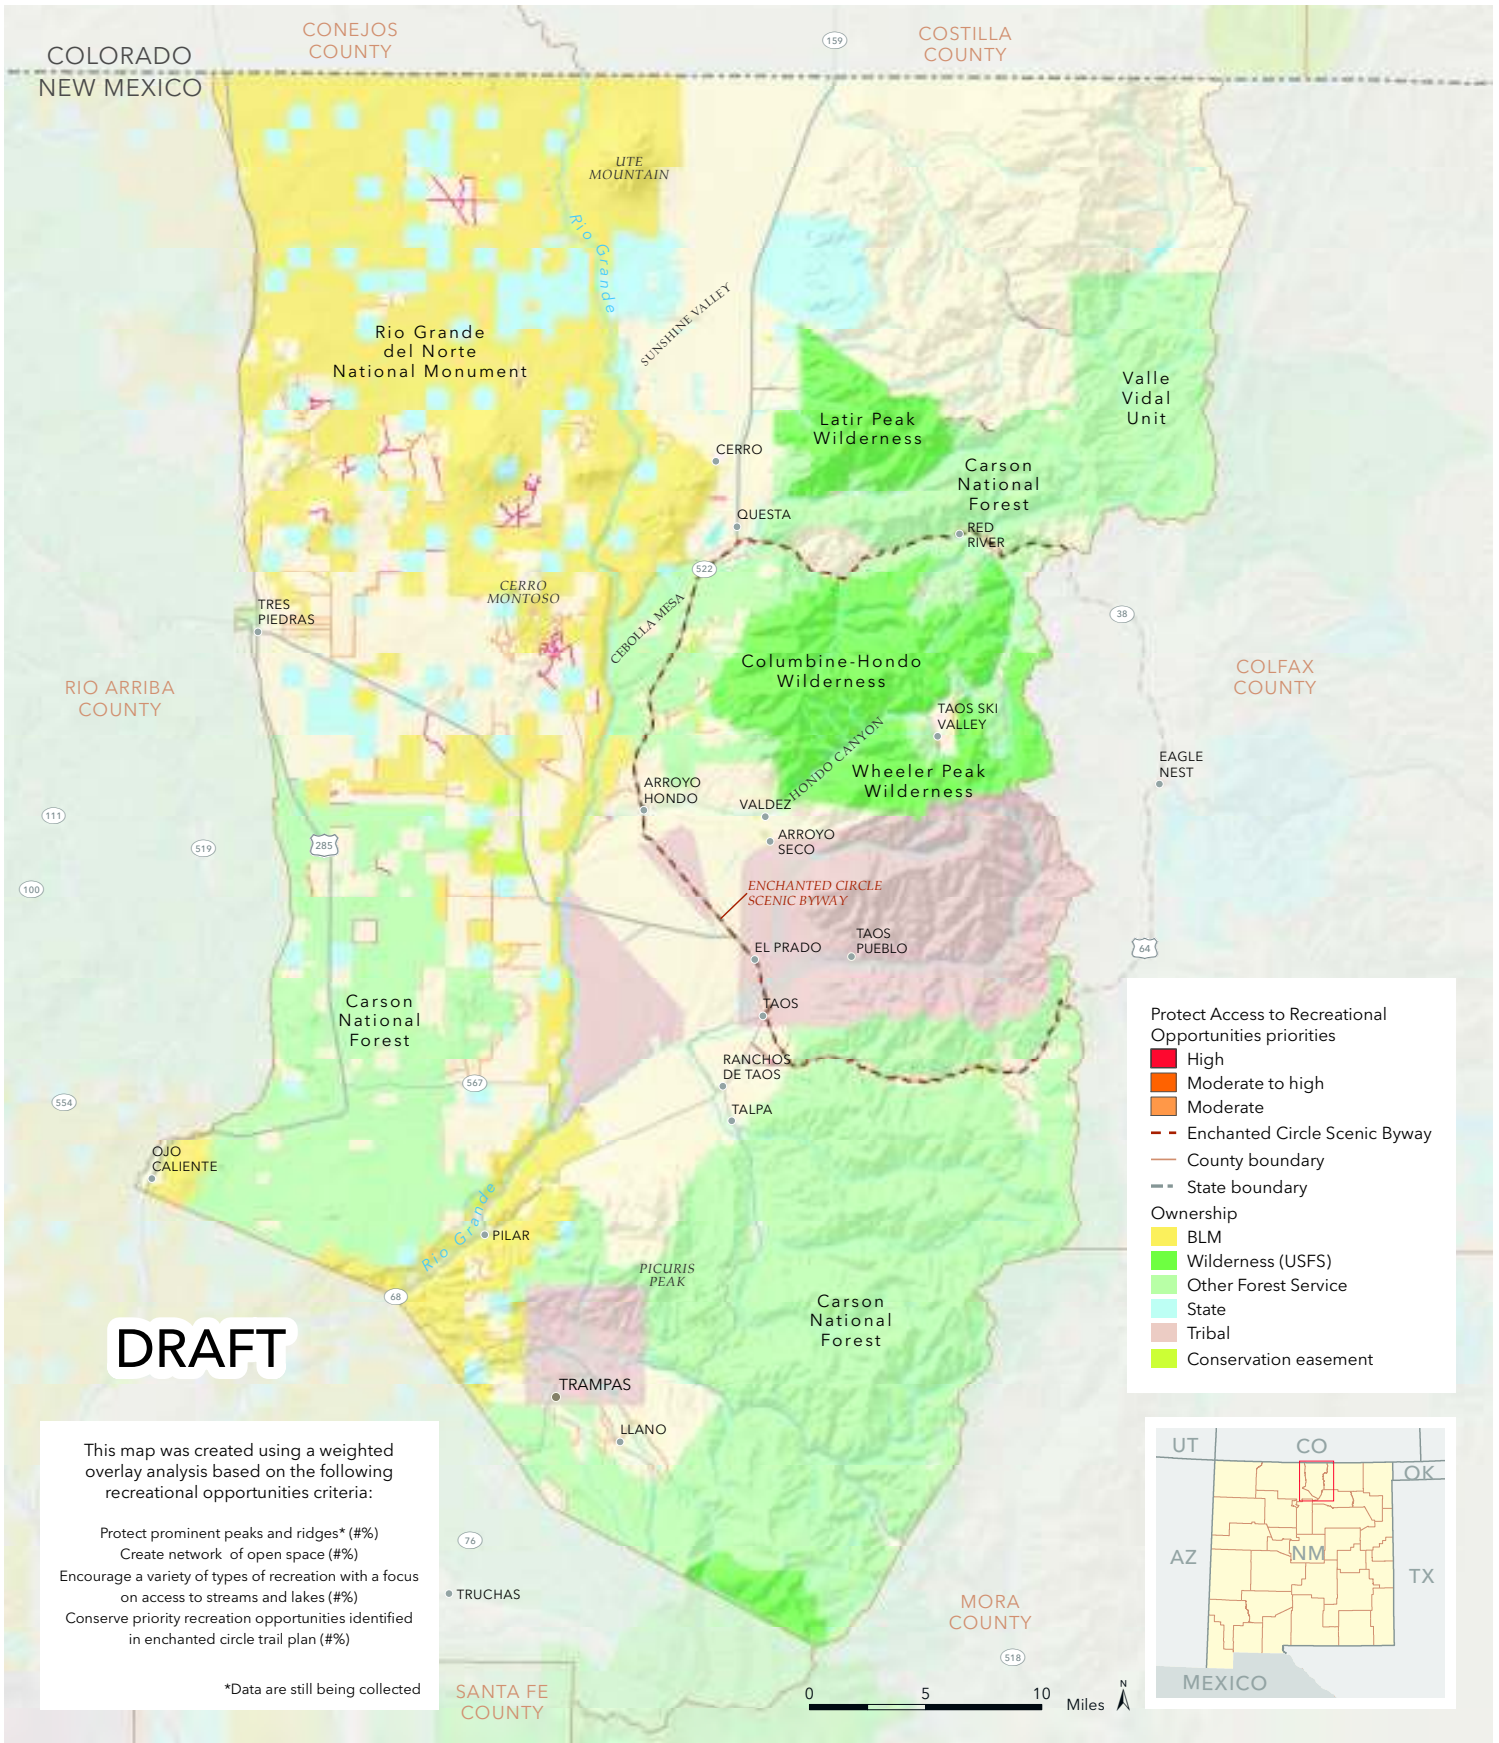 CONEJOS
COUNTY
159
COSTILLA
COUNTY
COLORADO
NEW MEXICO
UTE
MOUNTAIN
Rio Grande
SUNSHINE VALLEY
Rio Grande
del Norte
National Monument
Valle
Vidal
Unit
Latir Peak
Wilderness
CERRO
Carson
National
Forest
QUESTA
RED
RIVER
522
CERRO
MONTOSO
CEBOLLA MESA
TRES
PIEDRAS
38
Columbine-Hondo
Wilderness
COLFAX
COUNTY
RIO ARRIBA
COUNTY
TAOS SKI
VALLEY
HONDO CANYON
EAGLE
NEST
Wheeler Peak
Wilderness
ARROYO
HONDO
VALDEZ
111
ARROYO
SECO
519
285
100
ENCHANTED CIRCLE
SCENIC BYWAY
EL PRADO
TAOS
PUEBLO
64
Carson
National
Forest
TAOS
RANCHOS
DE TAOS
567
554
TALPA
OJO
CALIENTE
Rio Grande
PILAR
PICURIS
PEAK
68
Carson
National
Forest
DRAFT
TRAMPAS
LLANO
76
TRUCHAS
MORA
COUNTY
518
SANTA FE
COUNTY
0 5 10 Miles
N
Protect Access to Recreational
Opportunities priorities
High
Moderate to high
Moderate
Enchanted Circle Scenic Byway
County boundary
State boundary
Ownership
BLM
Wilderness (USFS)
Other Forest Service
State
Tribal
Conservation easement
This map was created using a weighted
overlay analysis based on the following
recreational opportunities criteria:
Protect prominent peaks and ridges* (#%)
Create network of open space (#%)
Encourage a variety of types of recreation with a focus
on access to streams and lakes (#%)
Conserve priority recreation opportunities identified
in enchanted circle trail plan (#%)
*Data are still being collected
UT
CO
OK
AZ
NM
TX
MEXICO